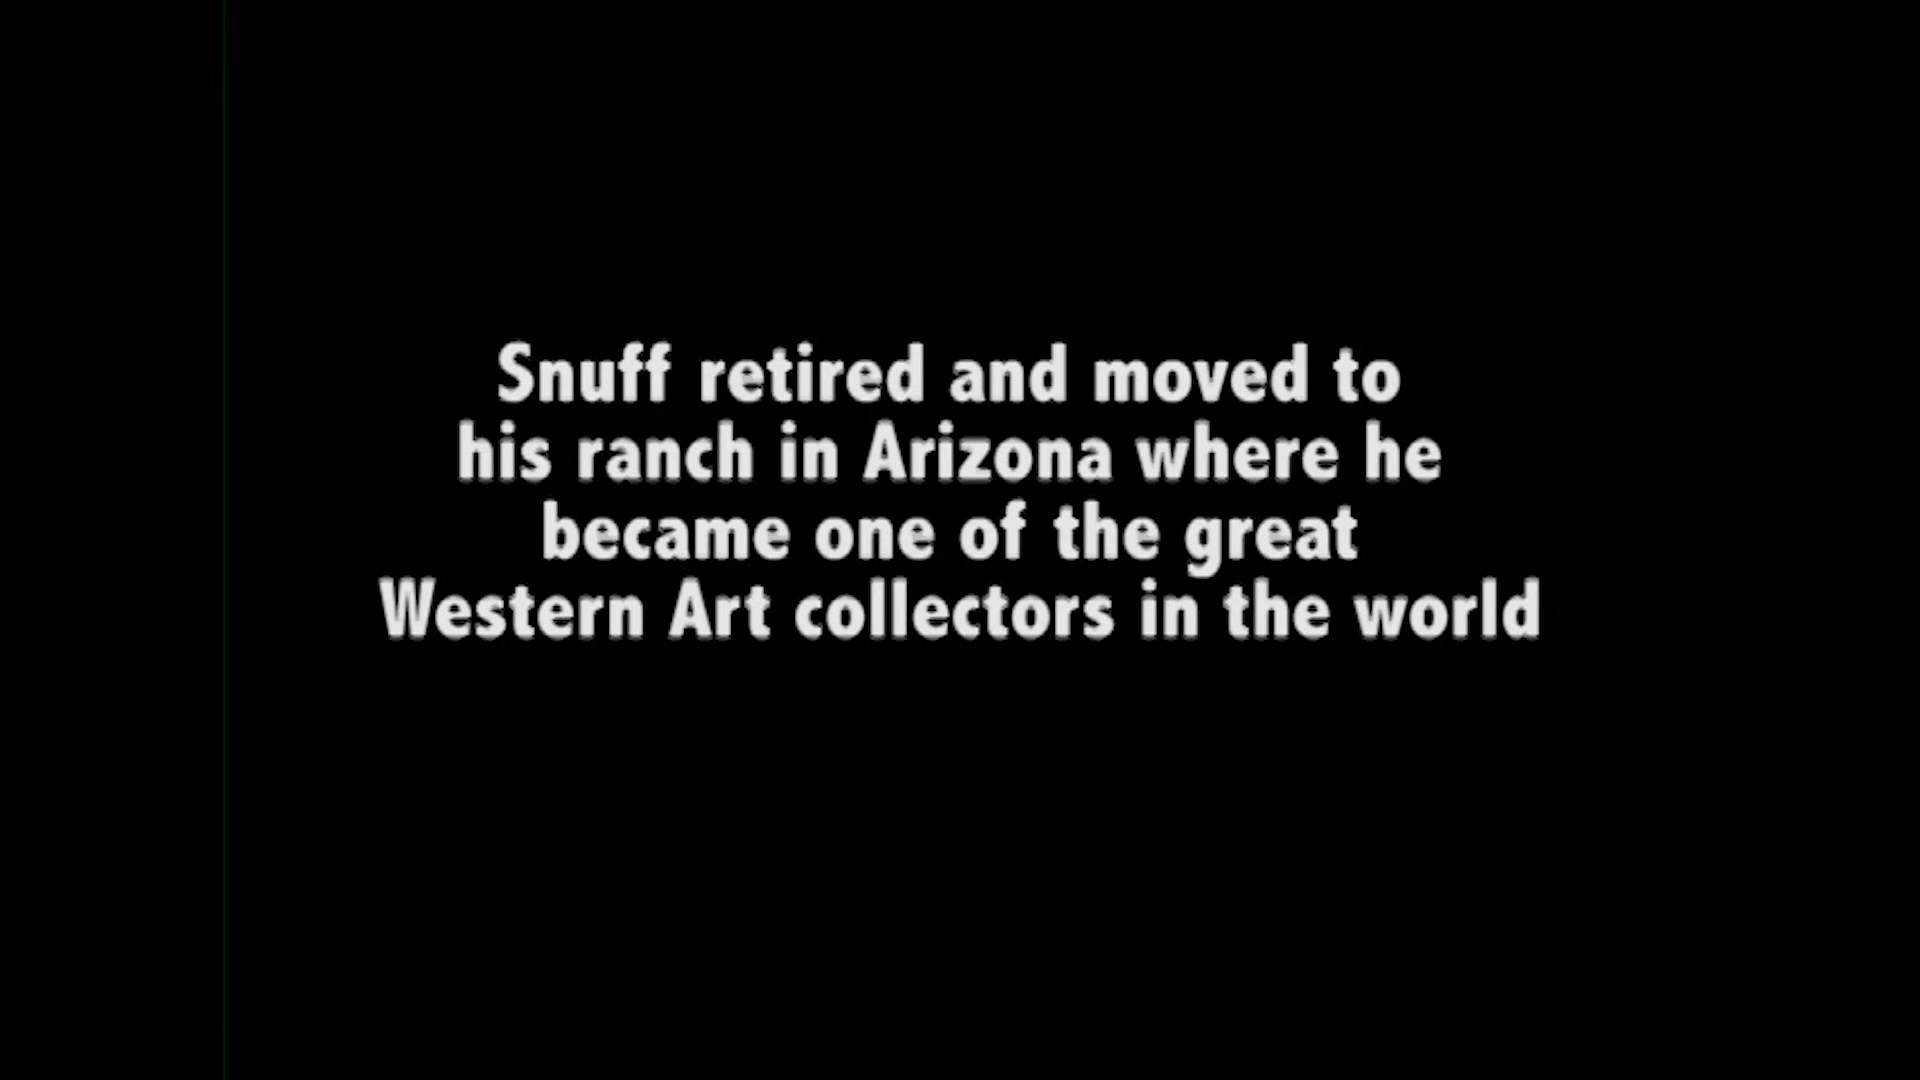 Snuff retired and moved to
his ranch in Arizona where he
became one of the great
Western Art collectors in the world